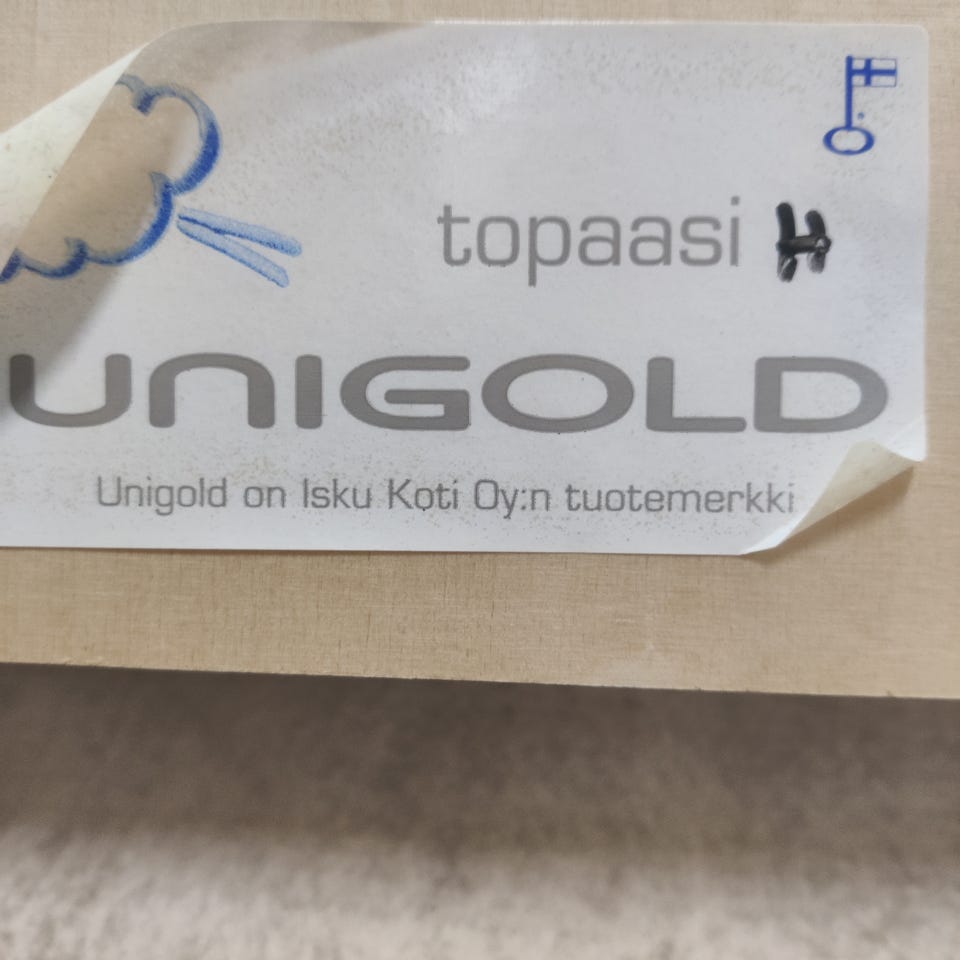 topaasi H
UNIGOLD
Unigold on Isku Koti Oy:n tuotemerkki